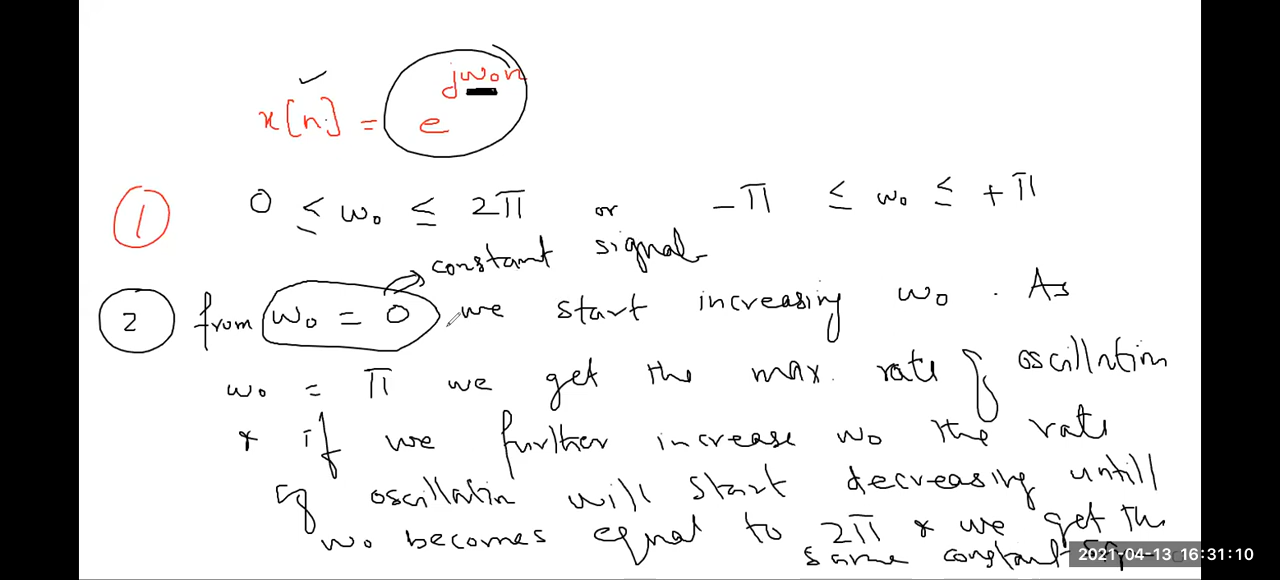 x[n] = e^{jω₀n}
1 0 ≤ ω₀ ≤ 2π or -π ≤ ω₀ ≤ +π
constant signal
2 from ω₀ = 0 we start increasing ω₀. As
ω₀ = π we get the max. rate of oscillation
* if we further increase ω₀ the rate
of oscillatin will start decreasing untill
ω₀ becomes equal to 2π * we get the
same constant
2021-04-13 16:31:10